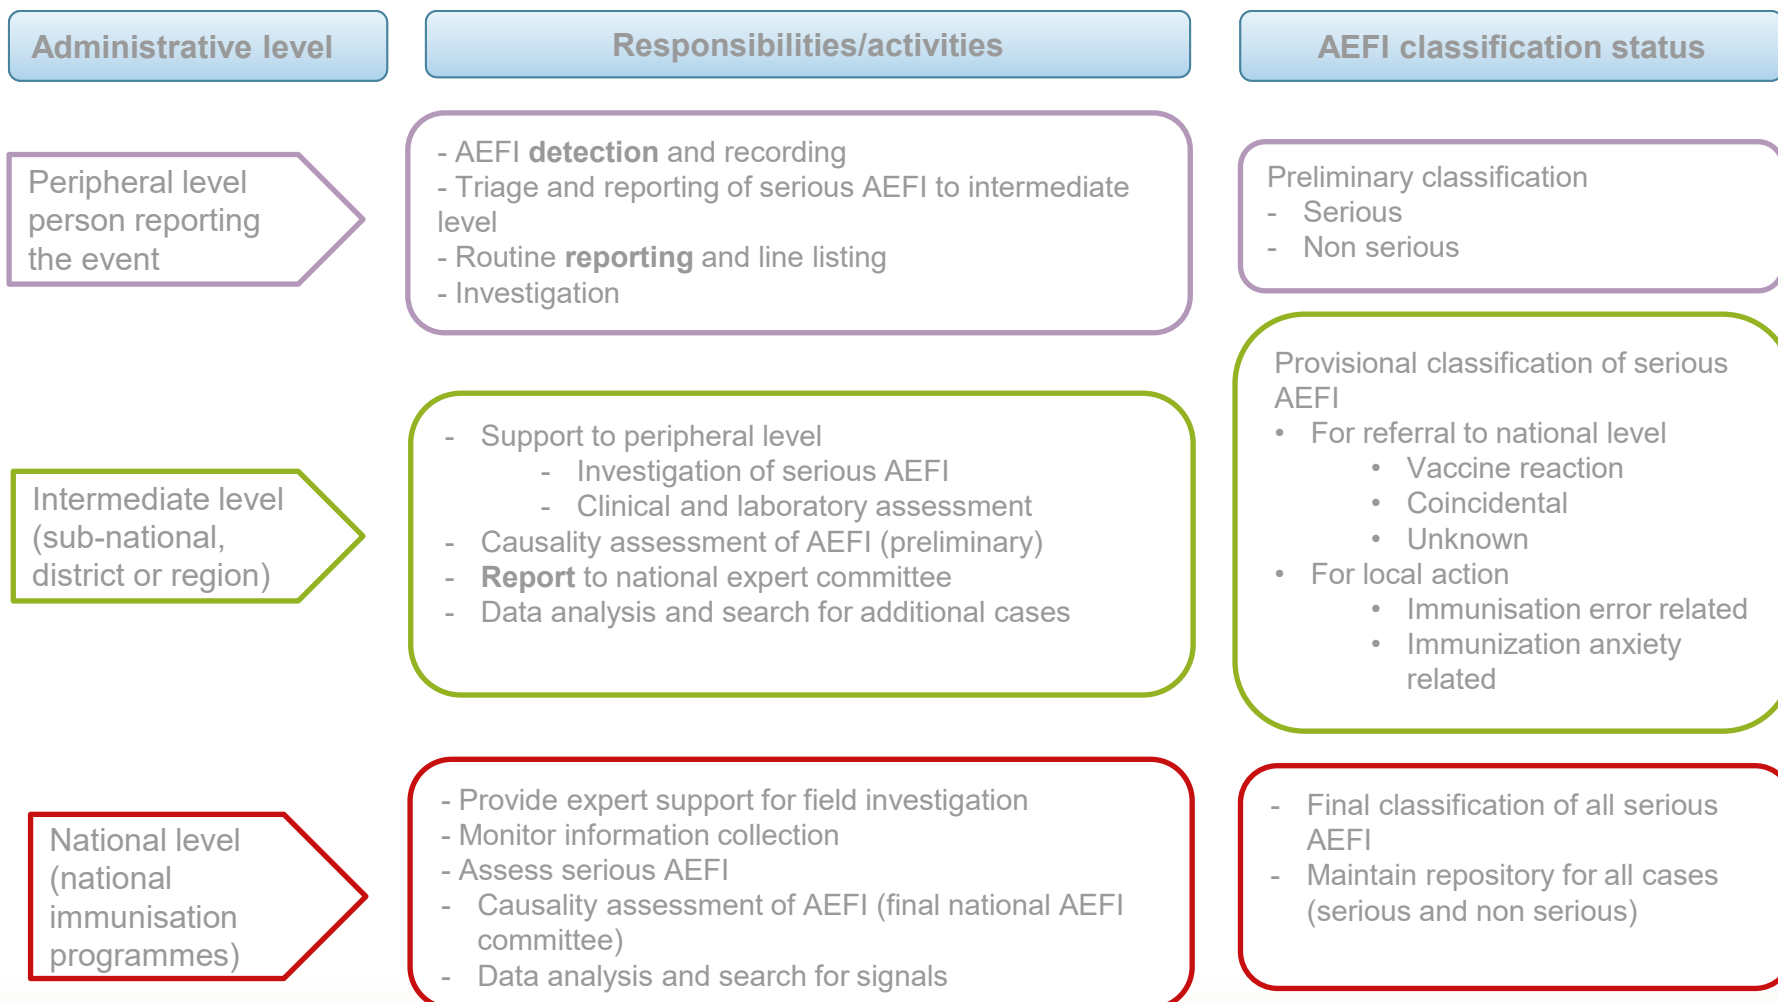 Administrative level
Responsibilities/activities
AEFI classification status
Peripheral level
person reporting
the event
- AEFI detection and recording
- Triage and reporting of serious AEFI to intermediate
level
- Routine reporting and line listing
- Investigation
Preliminary classification
- Serious
- Non serious
Intermediate level
(sub-national,
district or region)
- Support to peripheral level
- Investigation of serious AEFI
- Clinical and laboratory assessment
- Causality assessment of AEFI (preliminary)
- Report to national expert committee
- Data analysis and search for additional cases
Provisional classification of serious
AEFI
• For referral to national level
• Vaccine reaction
• Coincidental
• Unknown
• For local action
• Immunisation error related
• Immunization anxiety
related
National level
(national
immunisation
programmes)
- Provide expert support for field investigation
- Monitor information collection
- Assess serious AEFI
- Causality assessment of AEFI (final national AEFI
committee)
- Data analysis and search for signals
- Final classification of all serious
AEFI
- Maintain repository for all cases
(serious and non serious)